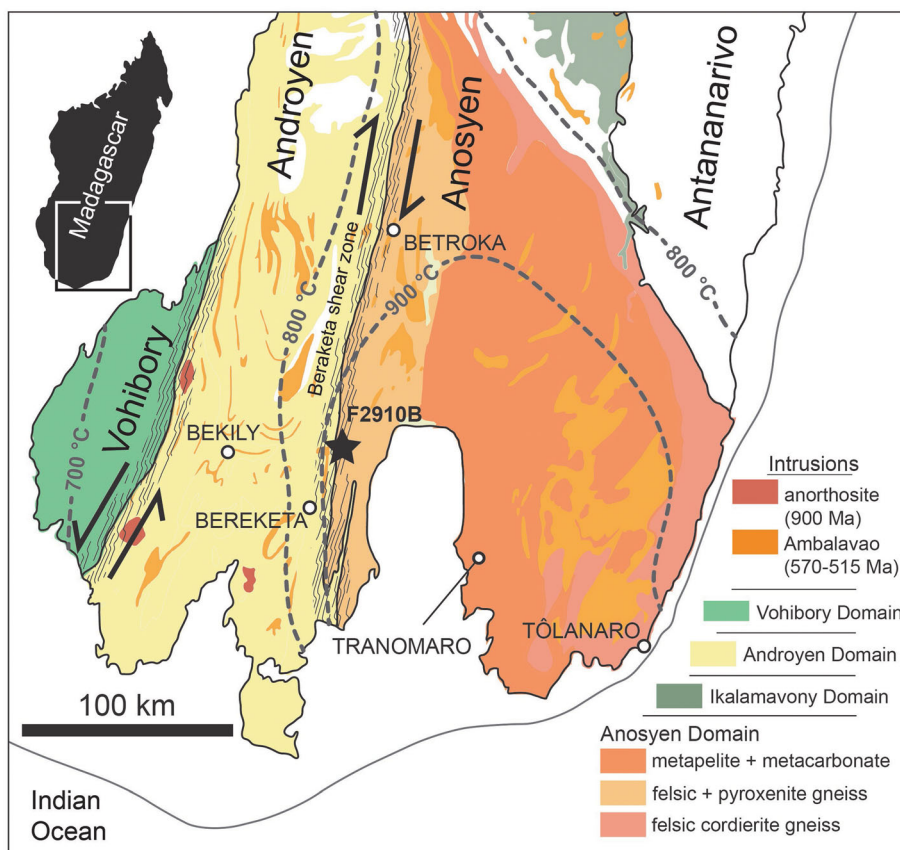 Madagascar
Androyen
Anosyen
Antananarivo
Vohibory
Beraketa shear zone
700 °C
800 °C
900 °C
800 °C
BETROKA
F2910B
BEKILY
BEREKETA
TRANOMARO
TÔLANARO
100 km
Indian
Ocean
Intrusions
anorthosite
(900 Ma)
Ambalavao
(570-515 Ma)
Vohibory Domain
Androyen Domain
Ikalamavony Domain
Anosyen Domain
metapelite + metacarbonate
felsic + pyroxenite gneiss
felsic cordierite gneiss